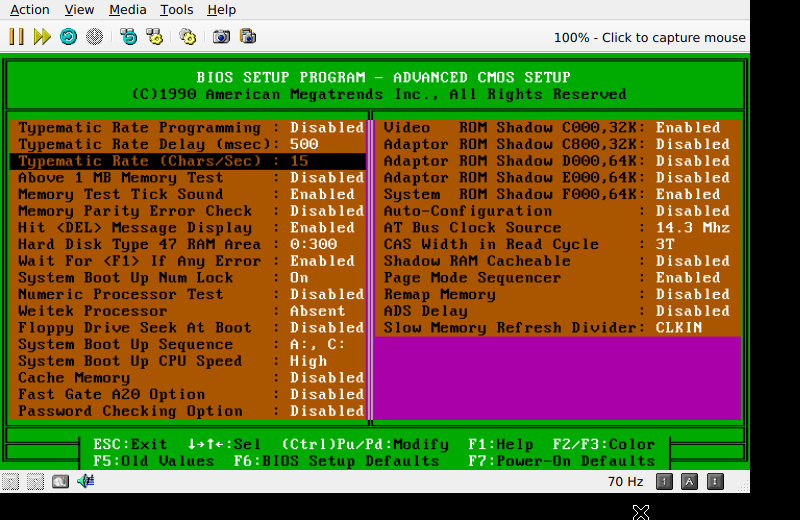 Action View Media Tools Help
100% - Click to capture mouse
BIOS SETUP PROGRAM - ADVANCED CMOS SETUP
(C)1990 American Megatrends Inc., All Rights Reserved
Typematic Rate Programming : Disabled
Typematic Rate Delay (msec): 500
Typematic Rate (Chars/Sec) : 15
Above 1 MB Memory Test : Disabled
Memory Test Tick Sound : Enabled
Memory Parity Error Check : Disabled
Hit <DEL> Message Display : Enabled
Hard Disk Type 47 RAM Area : 0:300
Wait For <F1> If Any Error : Enabled
System Boot Up Num Lock : On
Numeric Processor Test : Disabled
Weitek Processor : Absent
Floppy Drive Seek At Boot : Disabled
System Boot Up Sequence : A:, C:
System Boot Up CPU Speed : High
Cache Memory : Disabled
Fast Gate A20 Option : Disabled
Password Checking Option : Disabled
Video ROM Shadow C000,32K: Enabled
Adaptor ROM Shadow C800,32K: Disabled
Adaptor ROM Shadow D000,64K: Disabled
Adaptor ROM Shadow E000,64K: Disabled
System ROM Shadow F000,64K: Enabled
Auto-Configuration : Disabled
AT Bus Clock Source : 14.3 Mhz
CAS Width in Read Cycle : 3T
Shadow RAM Cacheable : Disabled
Page Mode Sequencer : Enabled
Remap Memory : Disabled
ADS Delay : Disabled
Slow Memory Refresh Divider: CLKIN
ESC:Exit ↓→↑←:Sel (Ctrl)Pu/Pd:Modify F1:Help F2/F3:Color
F5:Old Values F6:BIOS Setup Defaults F7:Power-On Defaults
70 Hz 1 A